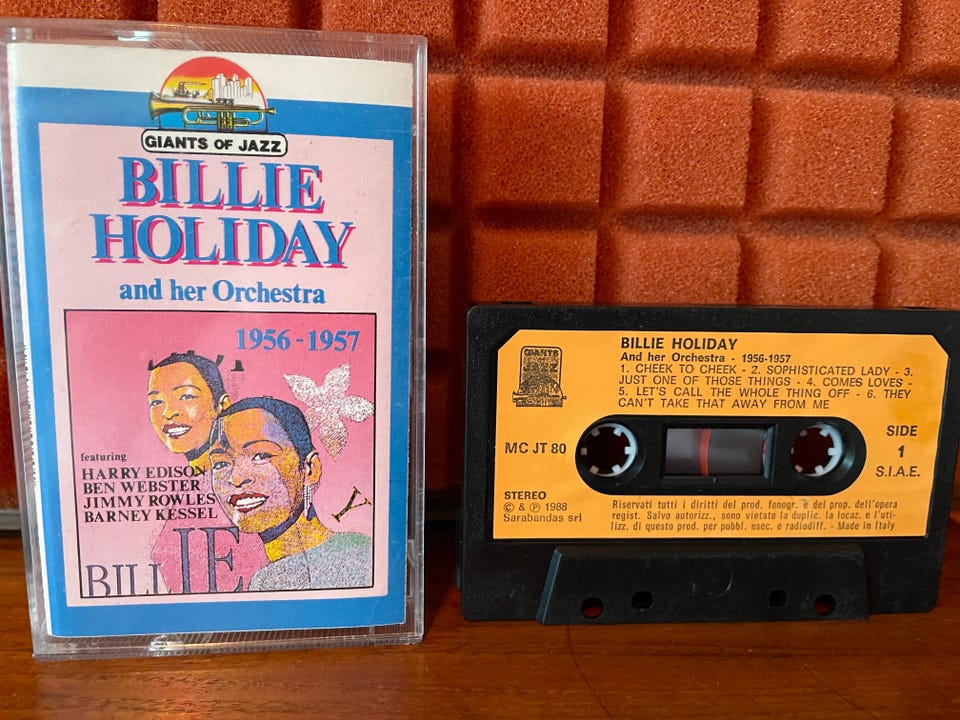 GIANTS OF JAZZ
BILLIE
HOLIDAY
and her Orchestra
1956 - 1957
featuring
HARRY EDISON
BEN WEBSTER
JIMMY ROWLES
BARNEY KESSEL
BILLIE
Y
GIANTS
BILLIE HOLIDAY
And her Orchestra - 1956-1957
1. CHEEK TO CHEEK - 2. SOPHISTICATED LADY - 3.
JUST ONE OF THOSE THINGS - 4. COMES LOVES -
5. LET'S CALL THE WHOLE THING OFF - 6. THEY
CAN'T TAKE THAT AWAY FROM ME
MC JT 80
SIDE
1
S.I.A.E.
STEREO
© & ℗ 1988
Sarabandas srl
Riservati tutti i diritti del prod. fonogr. e del prop. dell'opera
regist. Salvo autorizz., sono vietate la duplic. la locaz. e l'uti-
lizz. di questo prod. per pubbl. esec. e radiodiff. - Made in Italy